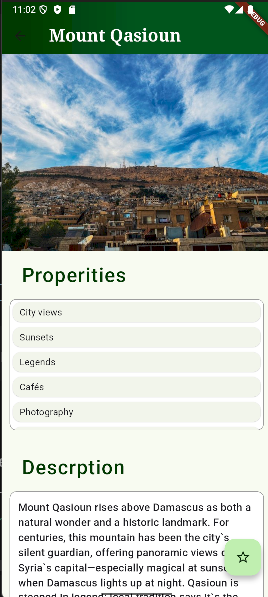 11:02
DEBUG
Mount Qasioun
Properities
City views
Sunsets
Legends
Cafés
Photography
Descrption
Mount Qasioun rises above Damascus as both a
natural wonder and a historic landmark. For
centuries, this mountain has been the city`s
silent guardian, offering panoramic views
Syria`s capital—especially magical at
when Damascus lights up at night. Qasioun is
steeped in legend: local tradition says it`s the